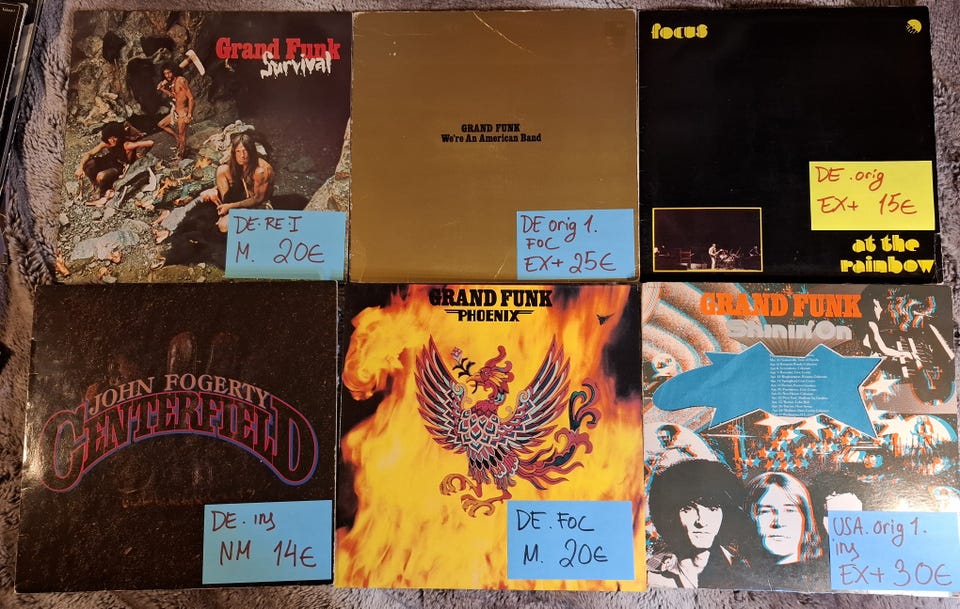 Grand Funk
Survival
DE. RE I
M. 20€
GRAND FUNK
We're An American Band
DE orig 1.
FOC
EX+ 25€
focus
DE. orig
EX+ 15€
at the
rainbow
JOHN FOGERTY
CENTERFIELD
DE. ins
NM 14€
GRAND FUNK
PHOENIX
DE. FOC
M. 20€
GRAND FUNK
Shinin' On
USA. orig 1.
ins
EX+ 30€